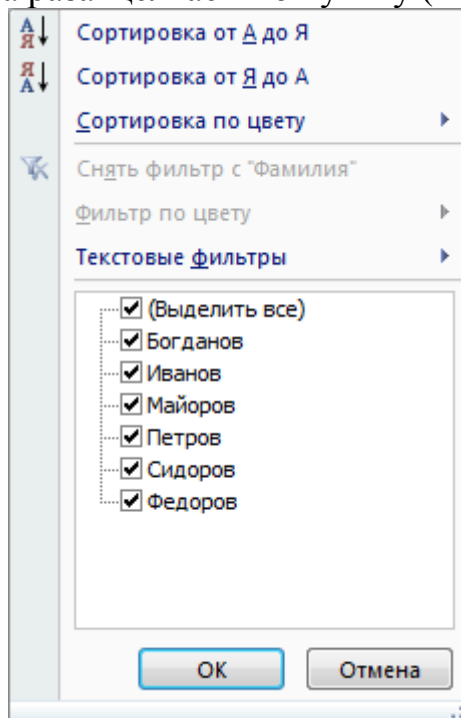 Сортировка от А до Я
Сортировка от Я до А
Сортировка по цвету
Снять фильтр с "Фамилия"
Фильтр по цвету
Текстовые фильтры
(Выделить все)
Богданов
Иванов
Майоров
Петров
Сидоров
Федоров
ОК
Отмена